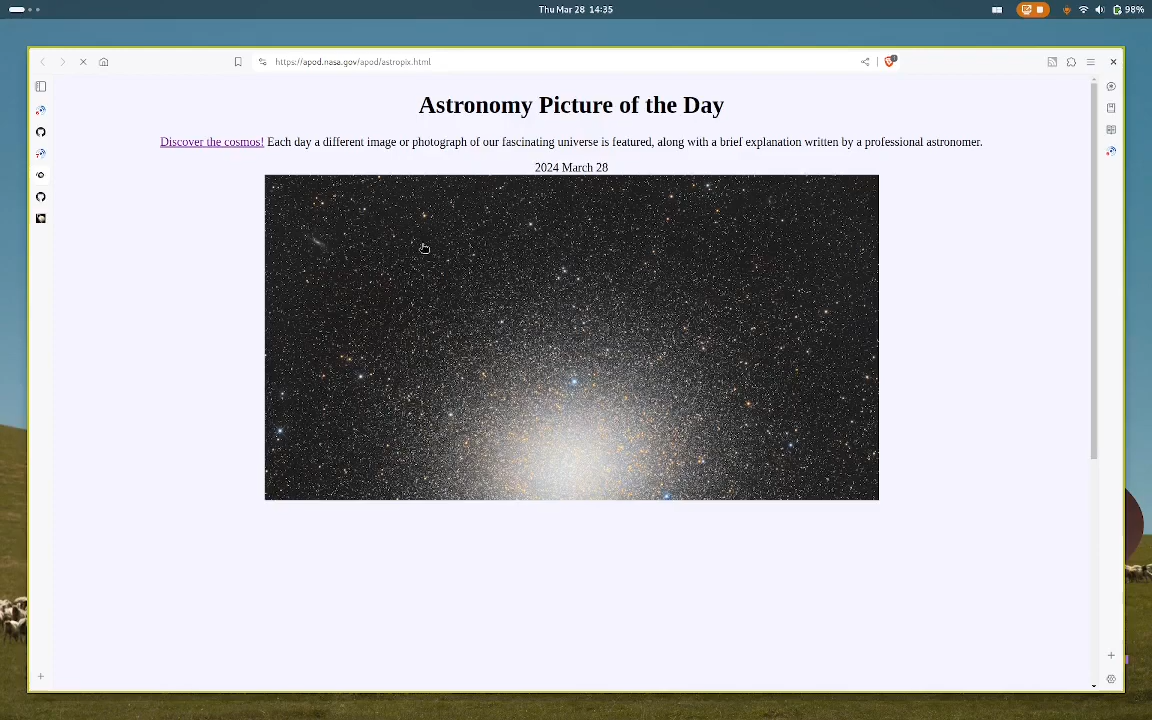 Thu Mar 28 14:35
98%
https://apod.nasa.gov/apod/astropix.html
1
Astronomy Picture of the Day
Discover the cosmos! Each day a different image or photograph of our fascinating universe is featured, along with a brief explanation written by a professional astronomer.
2024 March 28